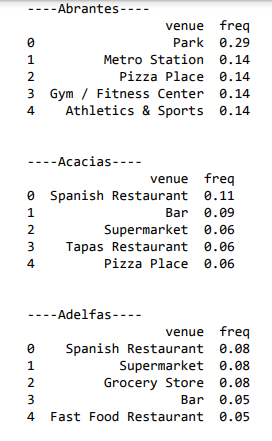 ----Abrantes----
venue freq
0 Park 0.29
1 Metro Station 0.14
2 Pizza Place 0.14
3 Gym / Fitness Center 0.14
4 Athletics & Sports 0.14
----Acacias----
venue freq
0 Spanish Restaurant 0.11
1 Bar 0.09
2 Supermarket 0.06
3 Tapas Restaurant 0.06
4 Pizza Place 0.06
----Adelfas----
venue freq
0 Spanish Restaurant 0.08
1 Supermarket 0.08
2 Grocery Store 0.08
3 Bar 0.05
4 Fast Food Restaurant 0.05